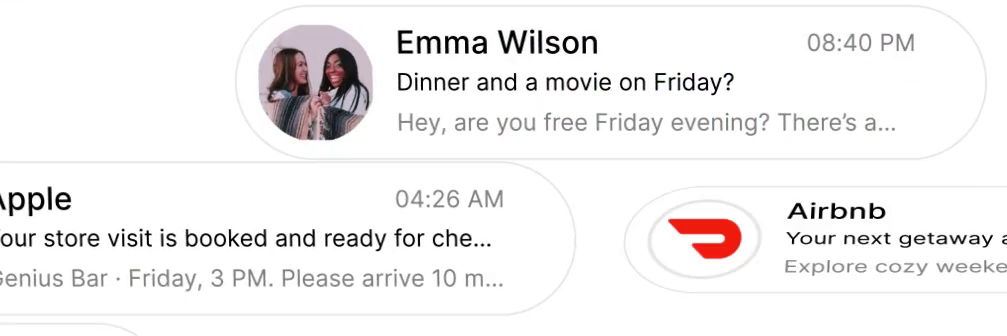 Emma Wilson 08:40 PM
Dinner and a movie on Friday?
Hey, are you free Friday evening? There's a...
Apple 04:26 AM
Your store visit is booked and ready for che...
Genius Bar · Friday, 3 PM. Please arrive 10 m...
Airbnb
Your next getaway a
Explore cozy weeke